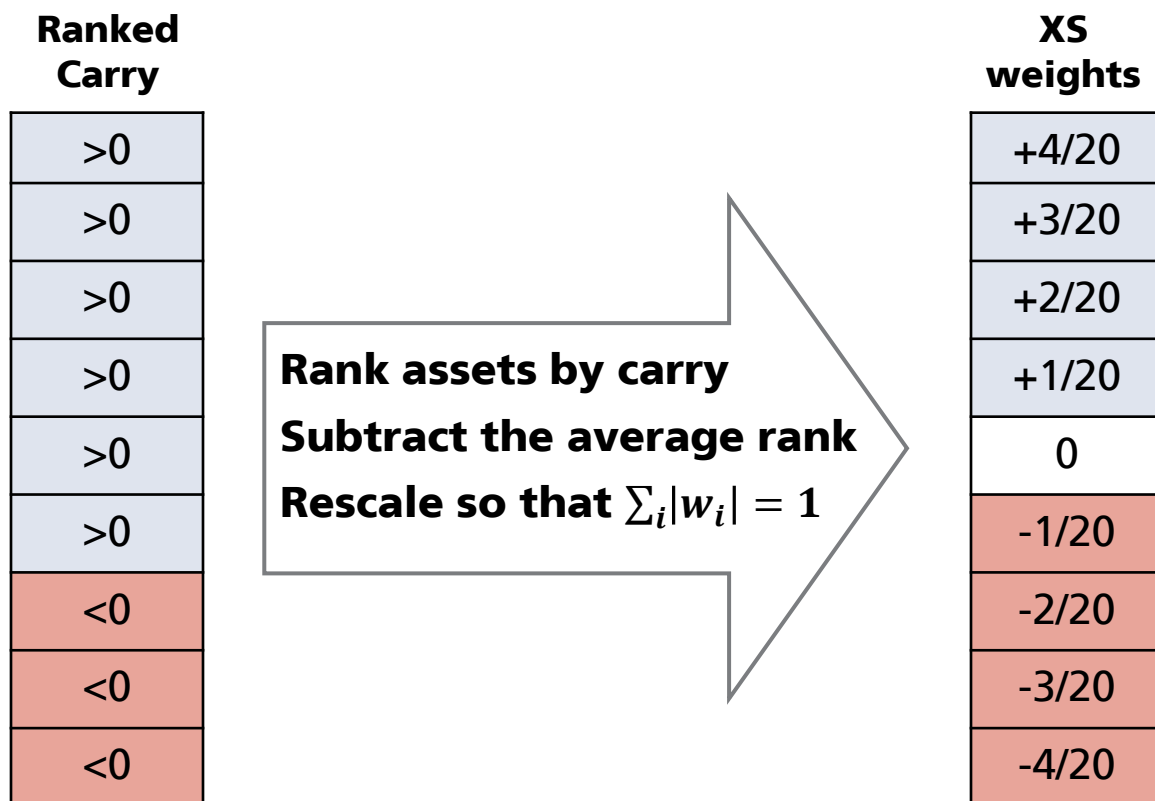 Ranked
Carry
>0
>0
>0
>0
>0
>0
<0
<0
<0
Rank assets by carry
Subtract the average rank
Rescale so that ∑ᵢ|wᵢ| = 1
XS
weights
+4/20
+3/20
+2/20
+1/20
0
-1/20
-2/20
-3/20
-4/20